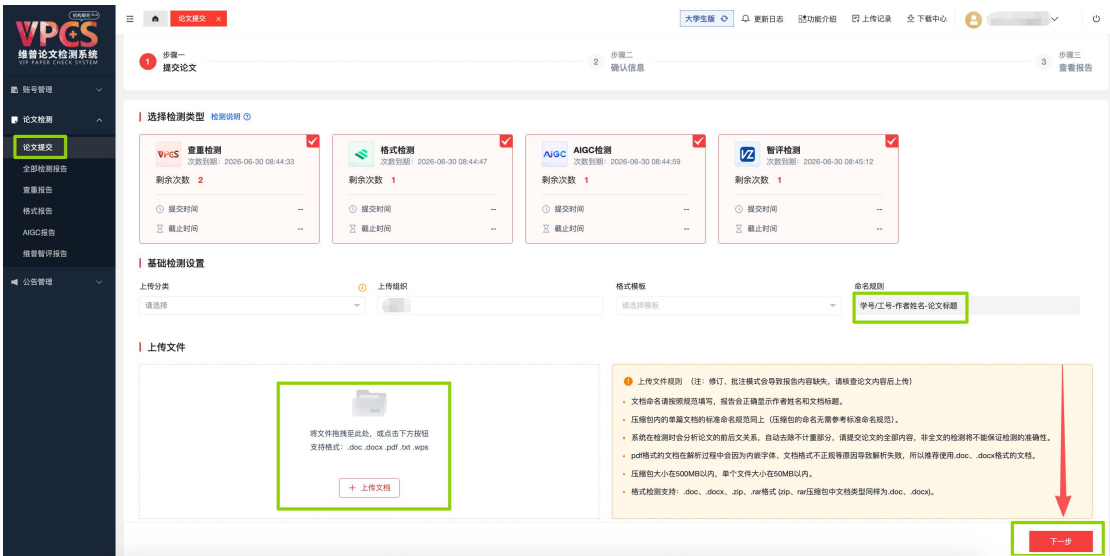 机构服务
VPCS
维普论文检测系统
VIP PAPER CHECK SYSTEM
论文提交 ×
大学生版
更新日志
功能介绍
上传记录
下载中心
账号管理
论文检测
论文提交
全部检测报告
查重报告
格式报告
AIGC报告
维普智评报告
公告管理
1 步骤一
提交论文
2 步骤二
确认信息
3 步骤三
查看报告
选择检测类型 检测说明
VPCS 查重检测
次数到期：2026-06-30 08:44:33
剩余次数 2
提交时间 --
截止时间 --
格式检测
次数到期：2026-06-30 08:44:47
剩余次数 1
提交时间 --
截止时间 --
AIGC AIGC检测
次数到期：2026-06-30 08:44:59
剩余次数 1
提交时间 --
截止时间 --
智评检测
次数到期：2026-06-30 08:45:12
剩余次数 1
提交时间 --
截止时间 --
基础检测设置
上传分类
请选择
上传组织
格式模板
请选择模板
命名规则
学号/工号-作者姓名-论文标题
上传文件
将文件拖拽至此处，或点击下方按钮
支持格式：.doc .docx .pdf .txt .wps
+ 上传文档
上传文件规则 （注：修订、批注模式会导致报告内容缺失，请核查论文内容后上传）
• 文档命名请按照规范填写，报告会正确显示作者姓名和文档标题。
• 压缩包内的单篇文档的标准命名规范同上（压缩包的命名无需参考标准命名规范）。
• 系统在检测时会分析论文的前后文关系，自动去除不计重部分，请提交论文的全部内容，非全文的检测将不能保证检测的准确性。
• pdf格式的文档在解析过程中会因为内嵌字体、文档格式不正规等原因导致解析失败，所以推荐使用.doc、.docx格式的文档。
• 压缩包大小在500MB以内，单个文件大小在50MB以内。
• 格式检测支持：.doc、.docx、.zip、.rar格式 (zip、rar压缩包中文档类型同样为.doc、.docx)。
下一步